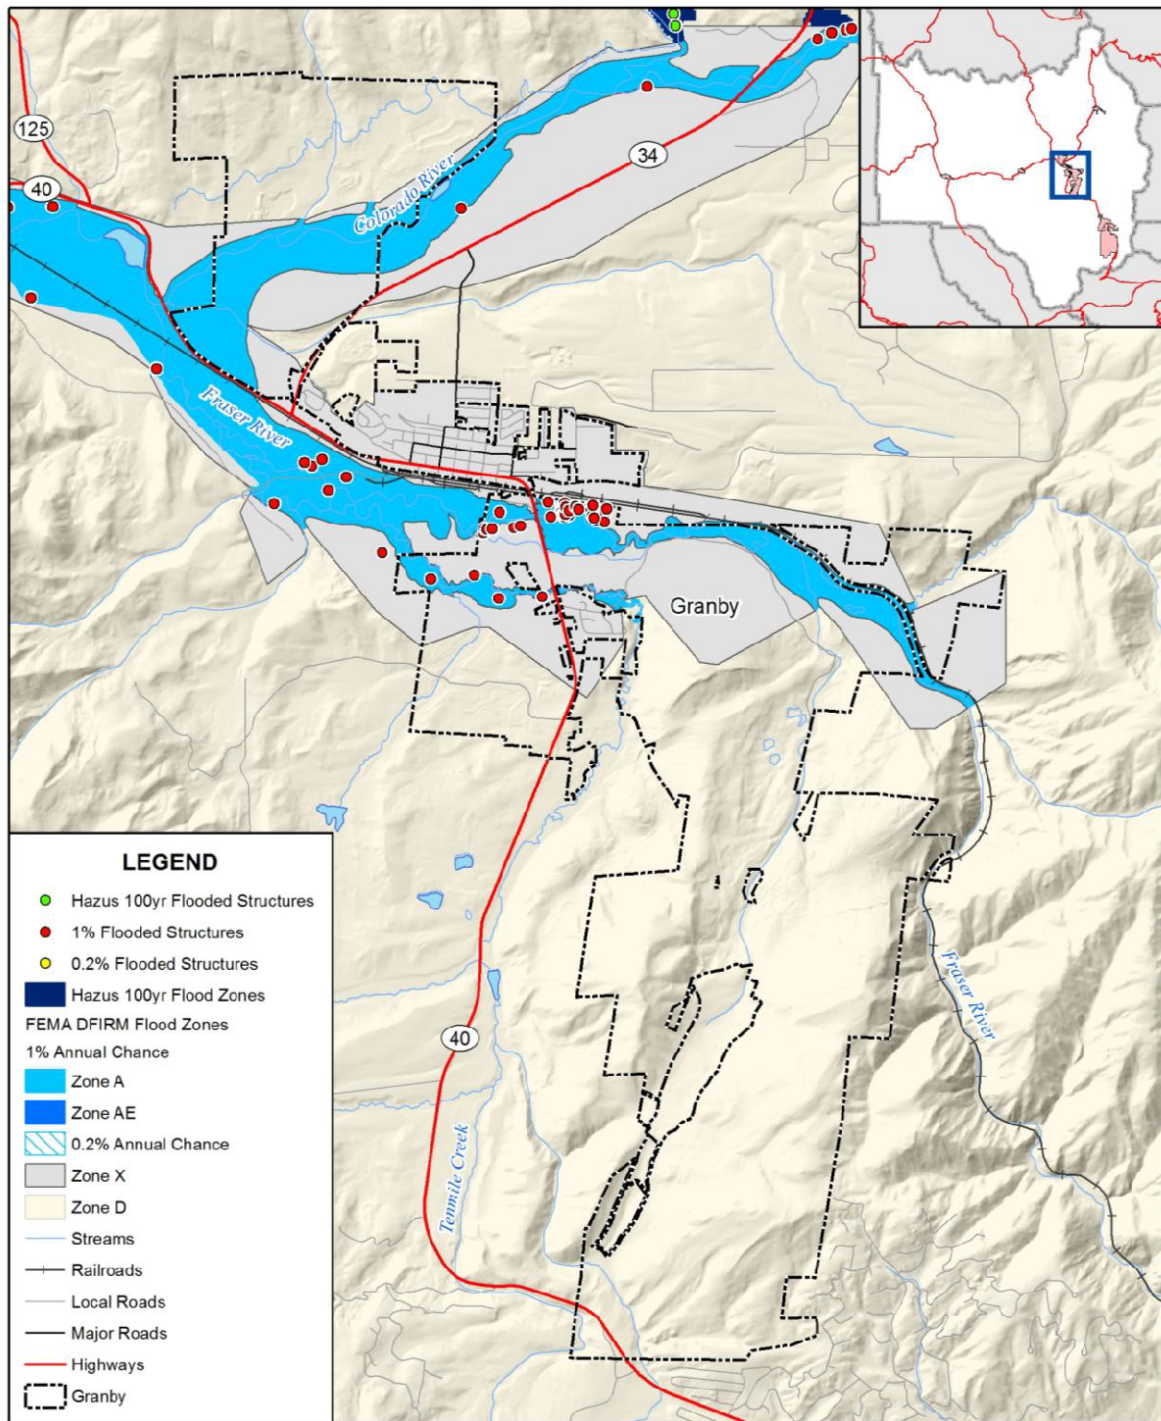 125
40
34
Colorado River
Fraser River
Granby
40
Tenmile Creek
Fraser River
LEGEND
Hazus 100yr Flooded Structures
1% Flooded Structures
0.2% Flooded Structures
Hazus 100yr Flood Zones
FEMA DFIRM Flood Zones
1% Annual Chance
Zone A
Zone AE
0.2% Annual Chance
Zone X
Zone D
Streams
Railroads
Local Roads
Major Roads
Highways
Granby